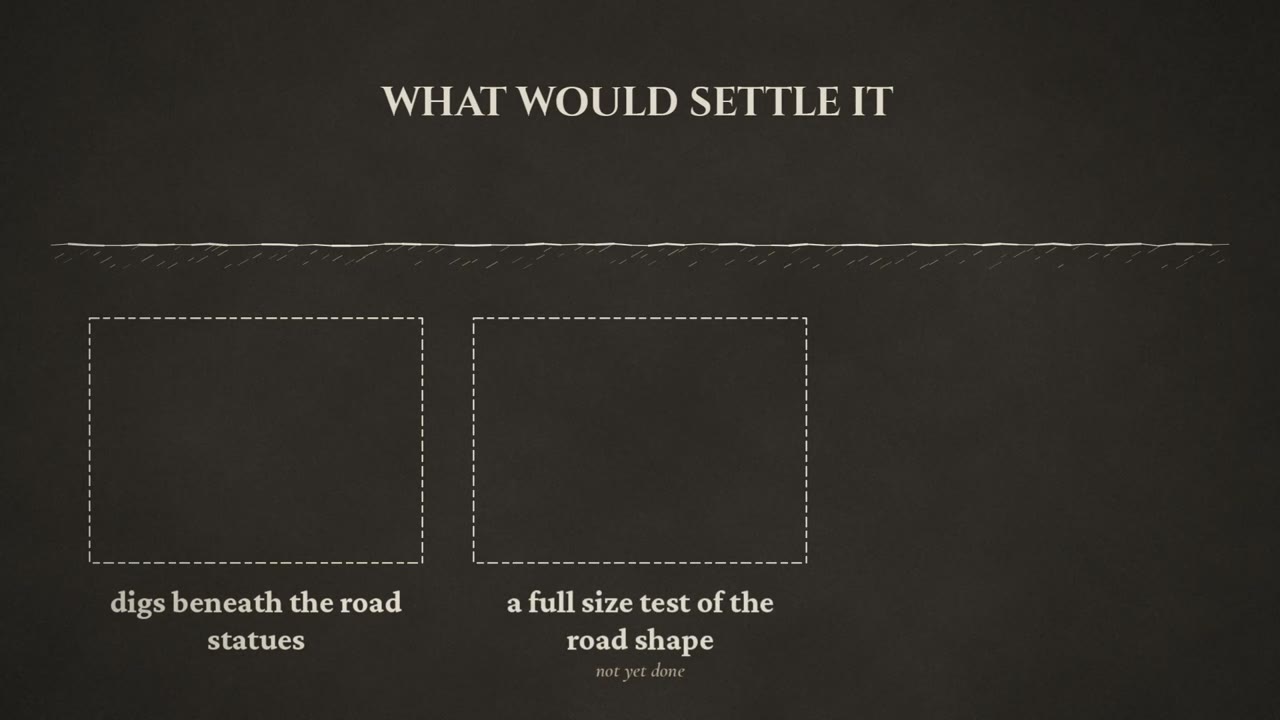 WHAT WOULD SETTLE IT
digs beneath the road
statues
a full size test of the
road shape
not yet done